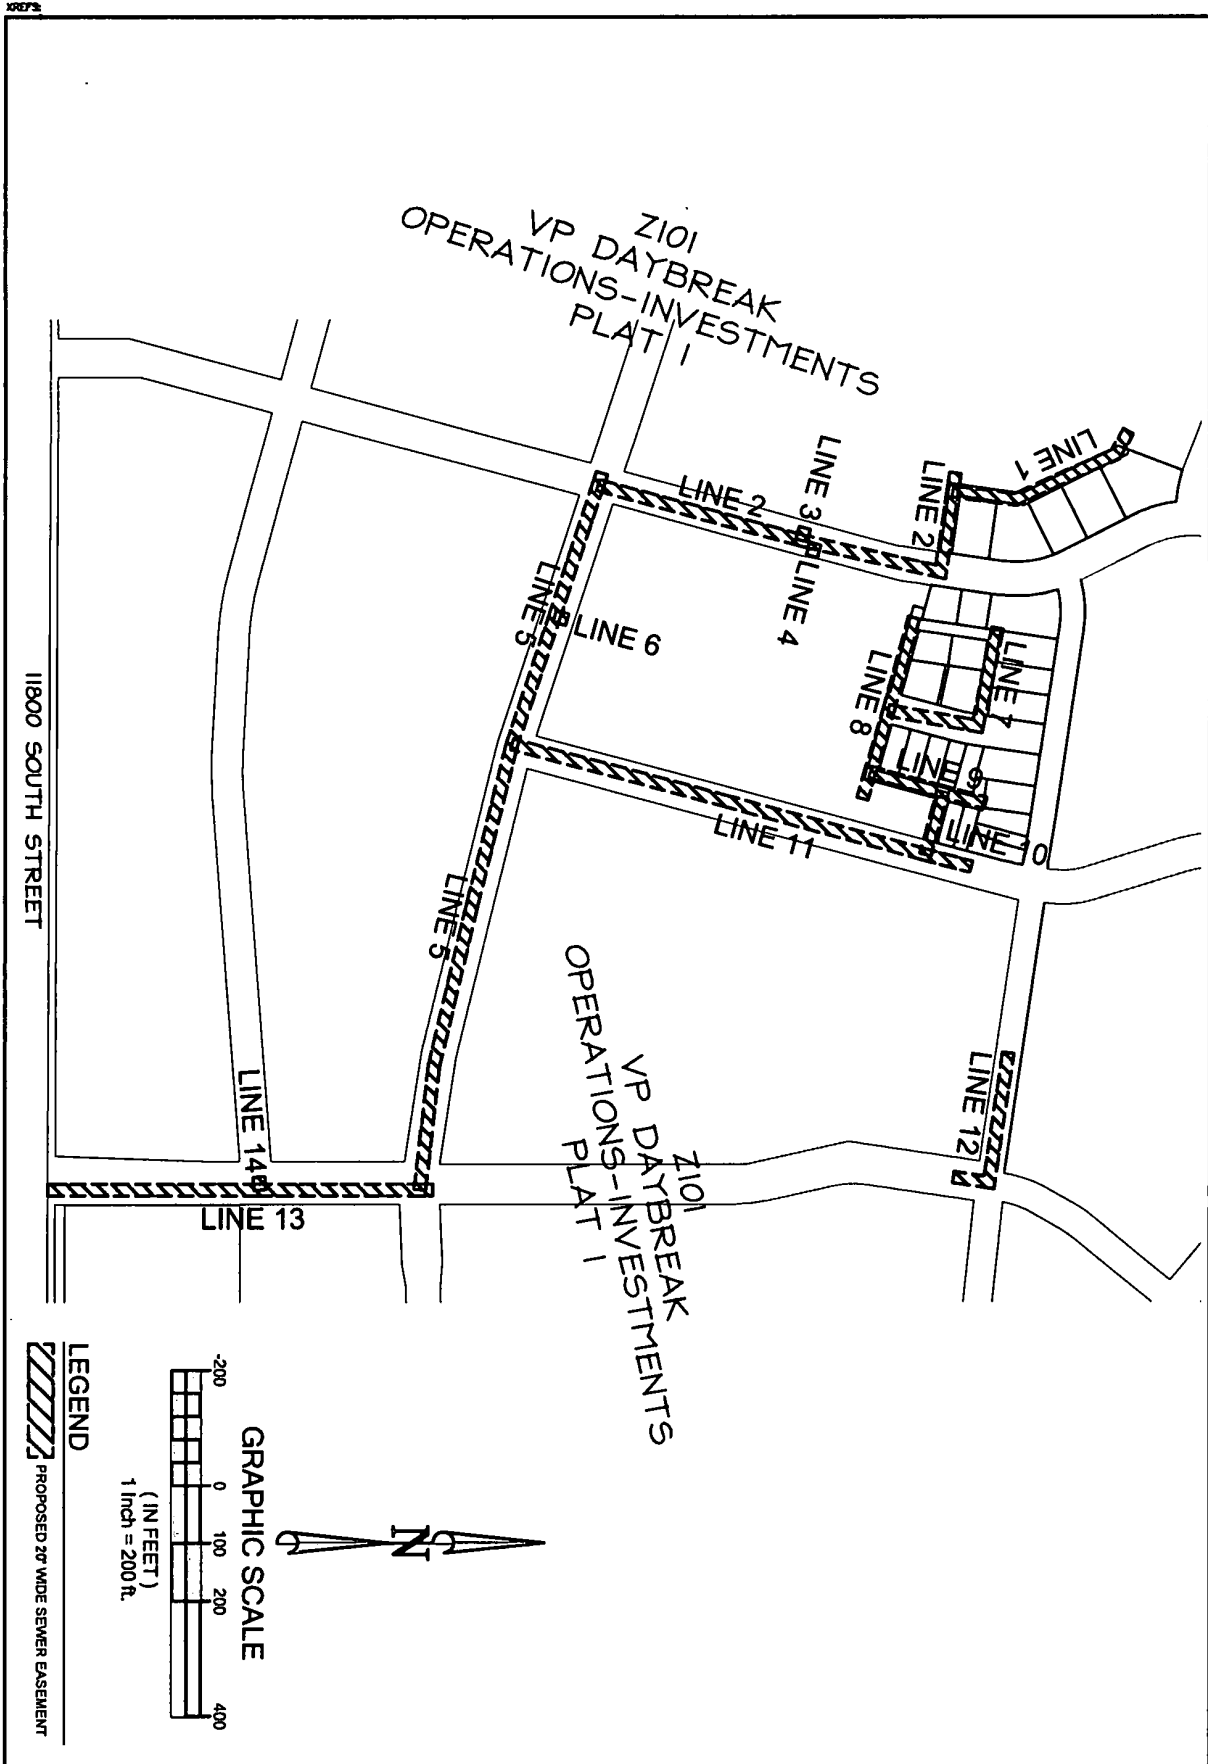 XREFS:
Z101
VP DAYBREAK
OPERATIONS-INVESTMENTS
PLAT 1
LINE 1
LINE 2
LINE 3
LINE 2
LINE 4
LINE 5
LINE 6
LINE 7
LINE 8
LINE 9
LINE 10
LINE 11
LINE 5
LINE 12
Z101
VP DAYBREAK
OPERATIONS-INVESTMENTS
PLAT 1
LINE 14
LINE 13
11800 SOUTH STREET
N
GRAPHIC SCALE
-200 0 100 200 400
( IN FEET )
1 inch = 200 ft.
LEGEND
PROPOSED 20' WIDE SEWER EASEMENT